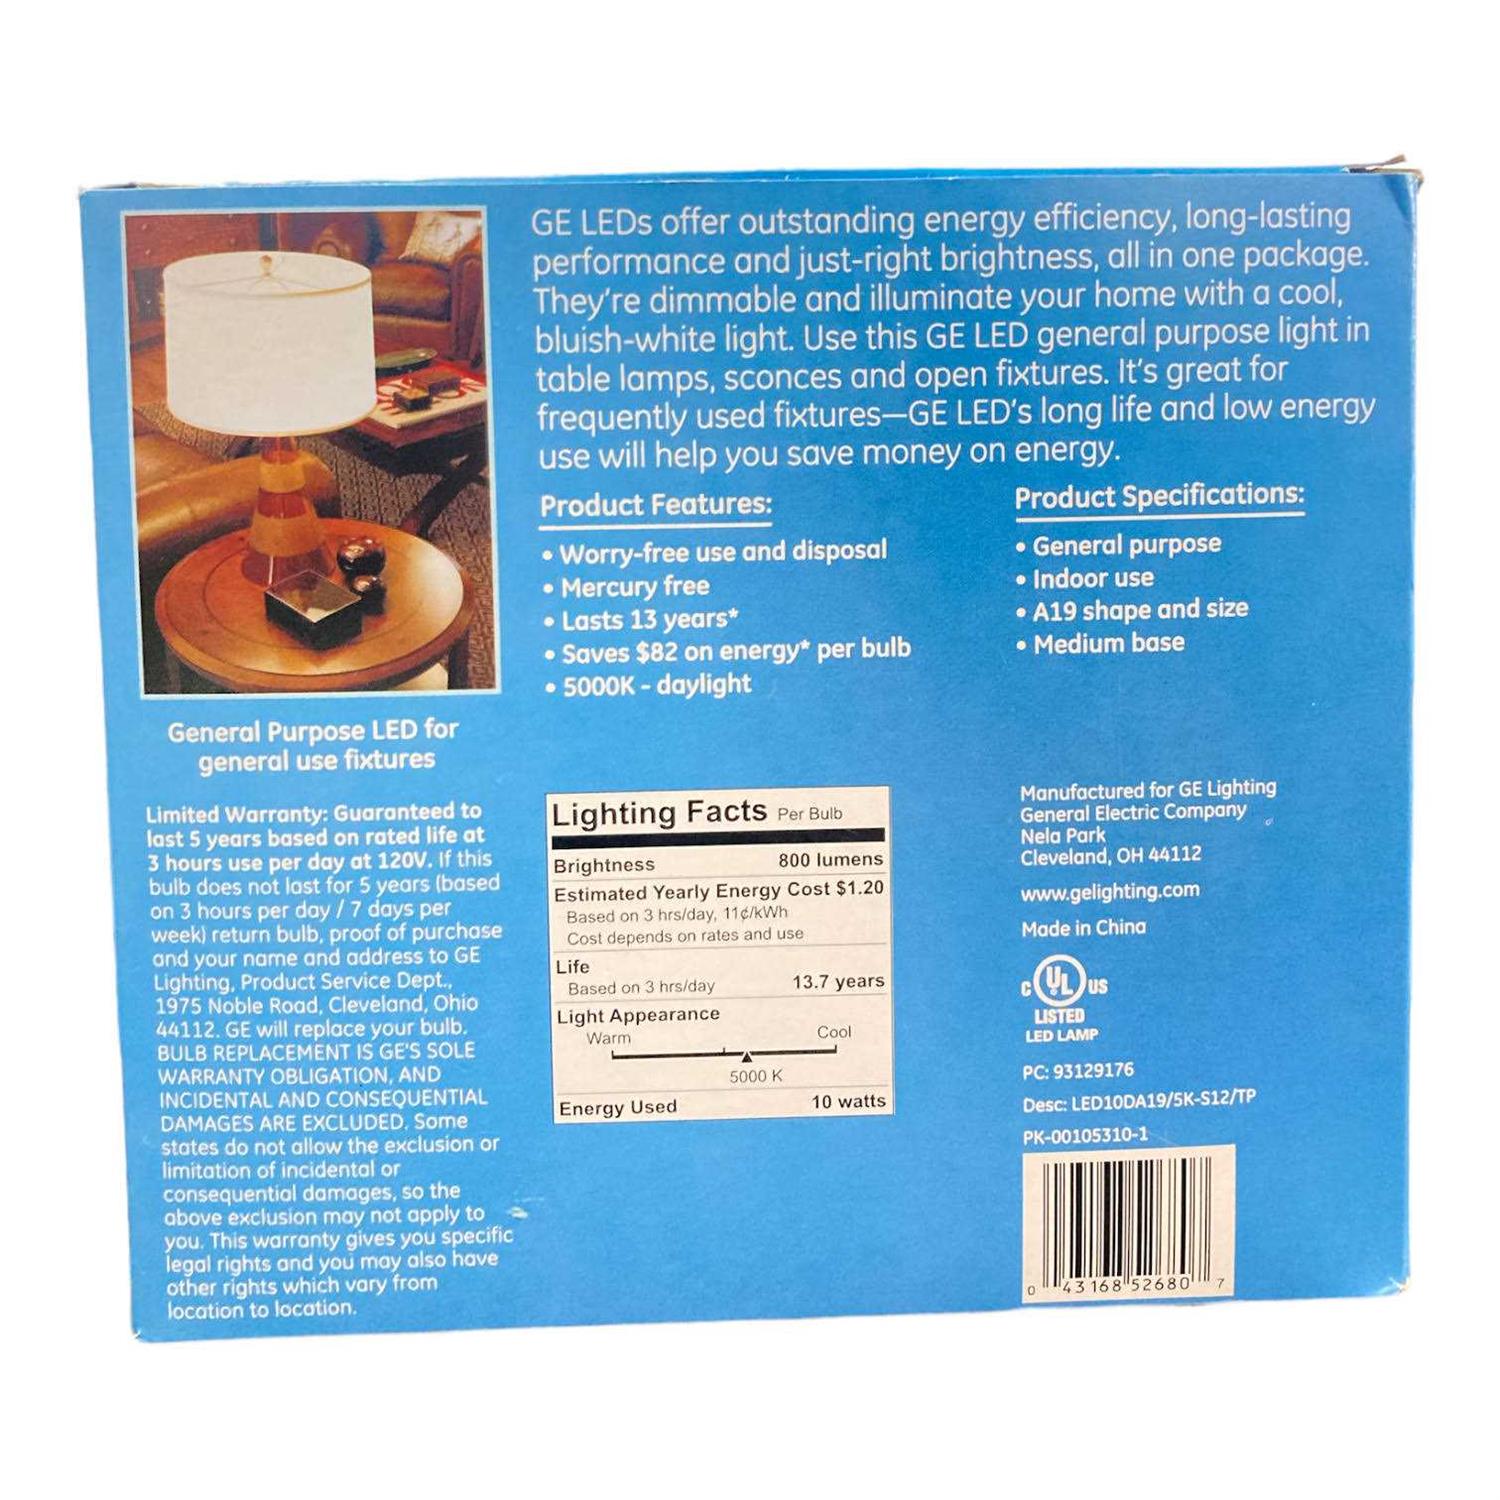 GE LEDs offer outstanding energy efficiency, long-lasting
performance and just-right brightness, all in one package.
They're dimmable and illuminate your home with a cool,
bluish-white light. Use this GE LED general purpose light in
table lamps, sconces and open fixtures. It's great for
frequently used fixtures—GE LED's long life and low energy
use will help you save money on energy.
Product Features:
• Worry-free use and disposal
• Mercury free
• Lasts 13 years*
• Saves $82 on energy* per bulb
• 5000K - daylight
Product Specifications:
• General purpose
• Indoor use
• A19 shape and size
• Medium base
General Purpose LED for
general use fixtures
Limited Warranty: Guaranteed to
last 5 years based on rated life at
3 hours use per day at 120V. If this
bulb does not last for 5 years (based
on 3 hours per day / 7 days per
week) return bulb, proof of purchase
and your name and address to GE
Lighting, Product Service Dept.,
1975 Noble Road, Cleveland, Ohio
44112. GE will replace your bulb.
BULB REPLACEMENT IS GE'S SOLE
WARRANTY OBLIGATION, AND
INCIDENTAL AND CONSEQUENTIAL
DAMAGES ARE EXCLUDED. Some
states do not allow the exclusion or
limitation of incidental or
consequential damages, so the
above exclusion may not apply to
you. This warranty gives you specific
legal rights and you may also have
other rights which vary from
location to location.
Lighting Facts Per Bulb
Brightness 800 lumens
Estimated Yearly Energy Cost $1.20
Based on 3 hrs/day, 11¢/kWh
Cost depends on rates and use
Life
Based on 3 hrs/day 13.7 years
Light Appearance
Warm Cool
5000 K
Energy Used 10 watts
Manufactured for GE Lighting
General Electric Company
Nela Park
Cleveland, OH 44112
www.gelighting.com
Made in China
C UL US
LISTED
LED LAMP
PC: 93129176
Desc: LED10DA19/5K-S12/TP
PK-00105310-1
0 43168 52680 7